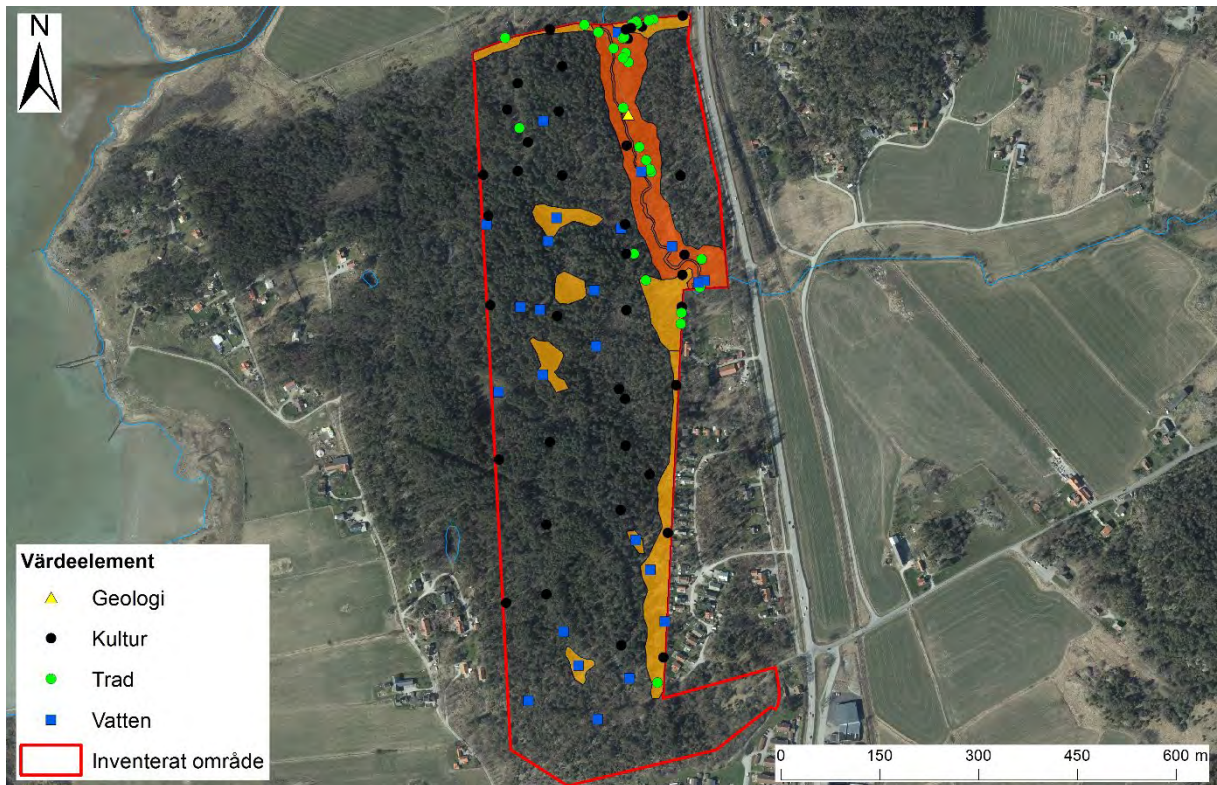 N
Värdeelement
Geologi
Kultur
Trad
Vatten
Inventerat område
0 150 300 450 600 m